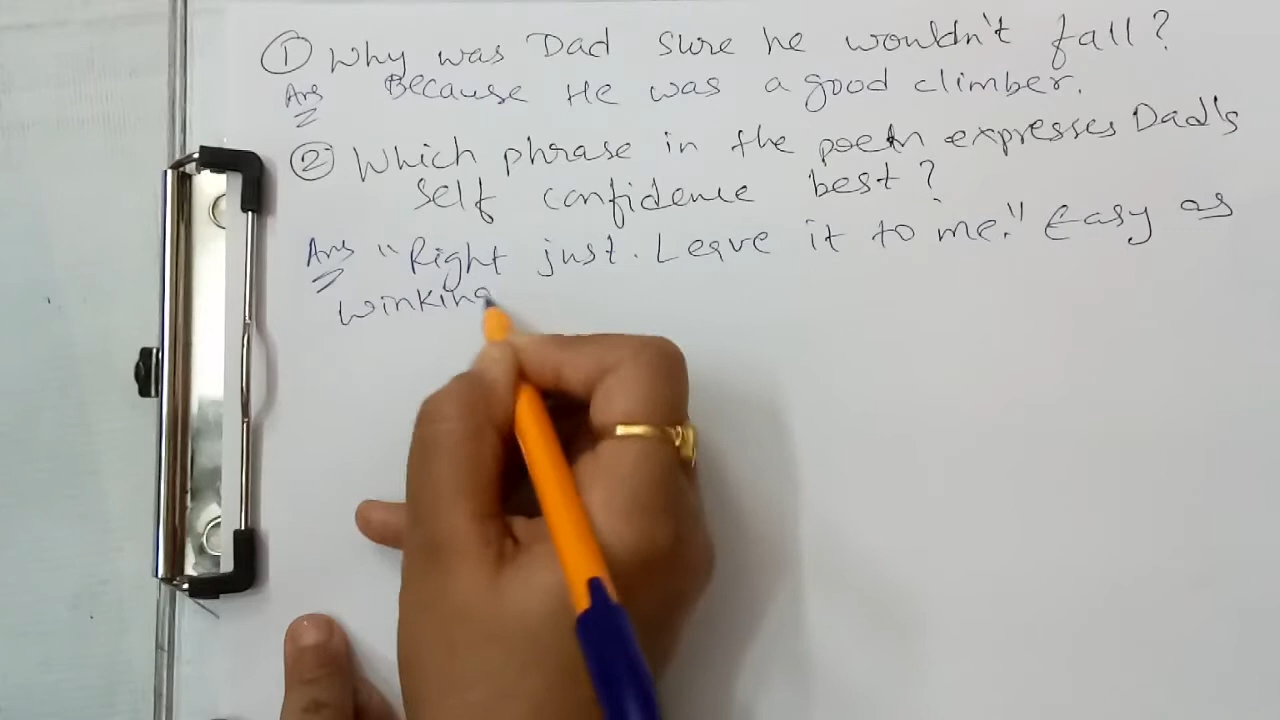 ① Why was Dad sure he wouldn't fall?
Ans Because He was a good climber.
② Which phrase in the poem expresses Dad's
self confidence best?
Ans "Right just. Leave it to me." Easy as
winking